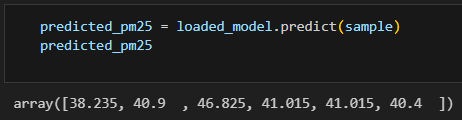 predicted_pm25 = loaded_model.predict(sample)
predicted_pm25
array([38.235, 40.9  , 46.825, 41.015, 41.015, 40.4  ])